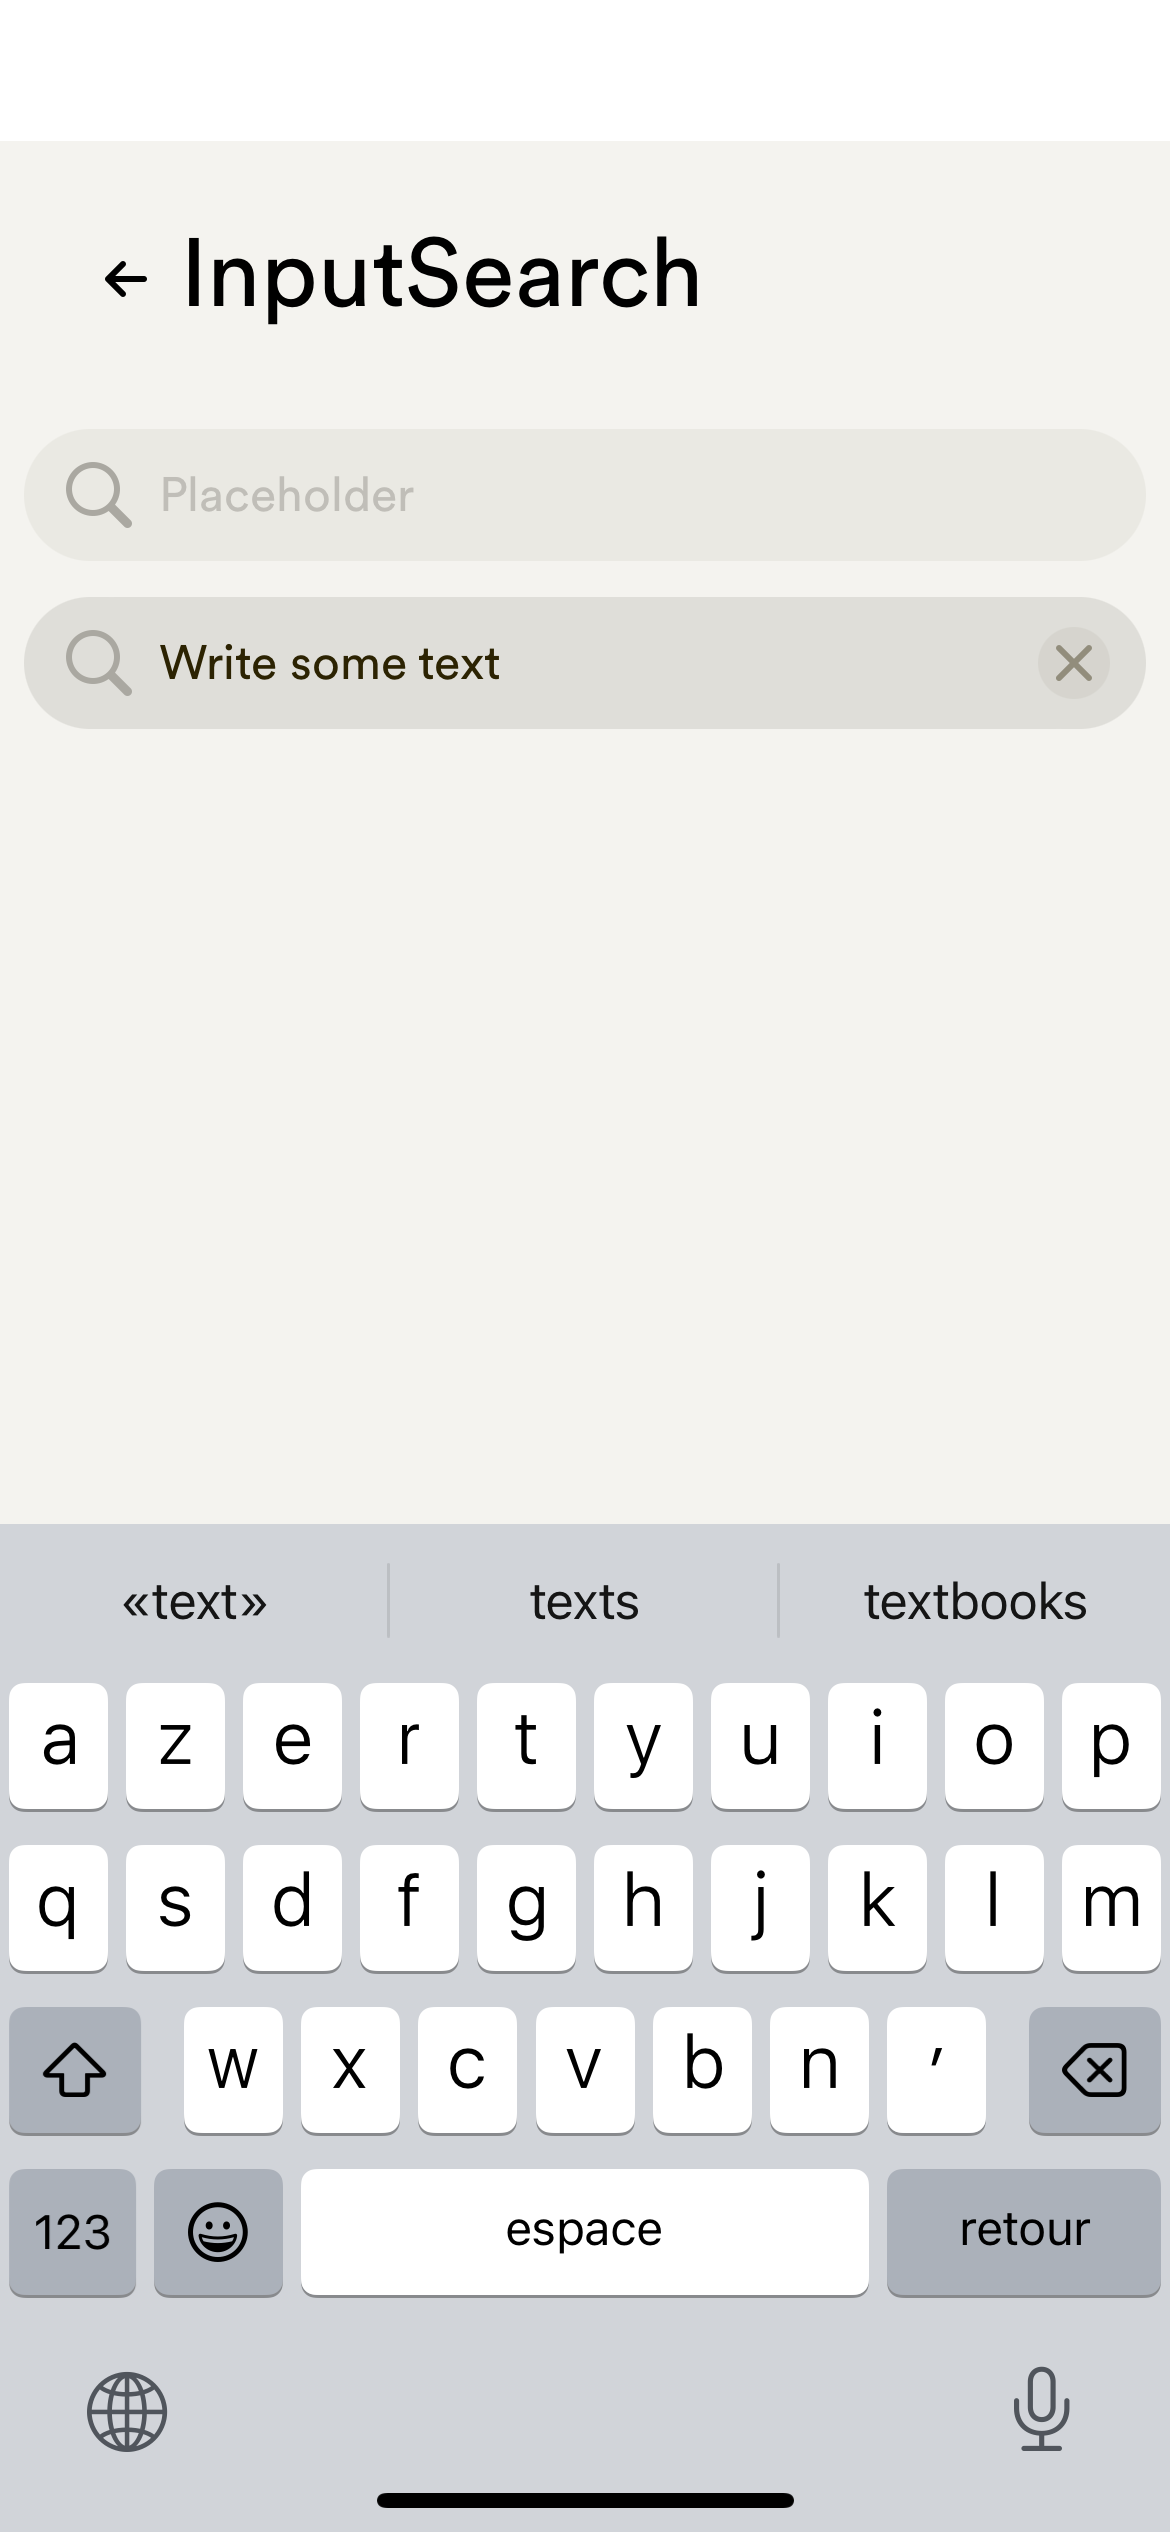 InputSearch
Placeholder
Write some text
«text» texts textbooks
a z e r t y u i o p
q s d f g h j k l m
w x c v b n ′
123 espace retour